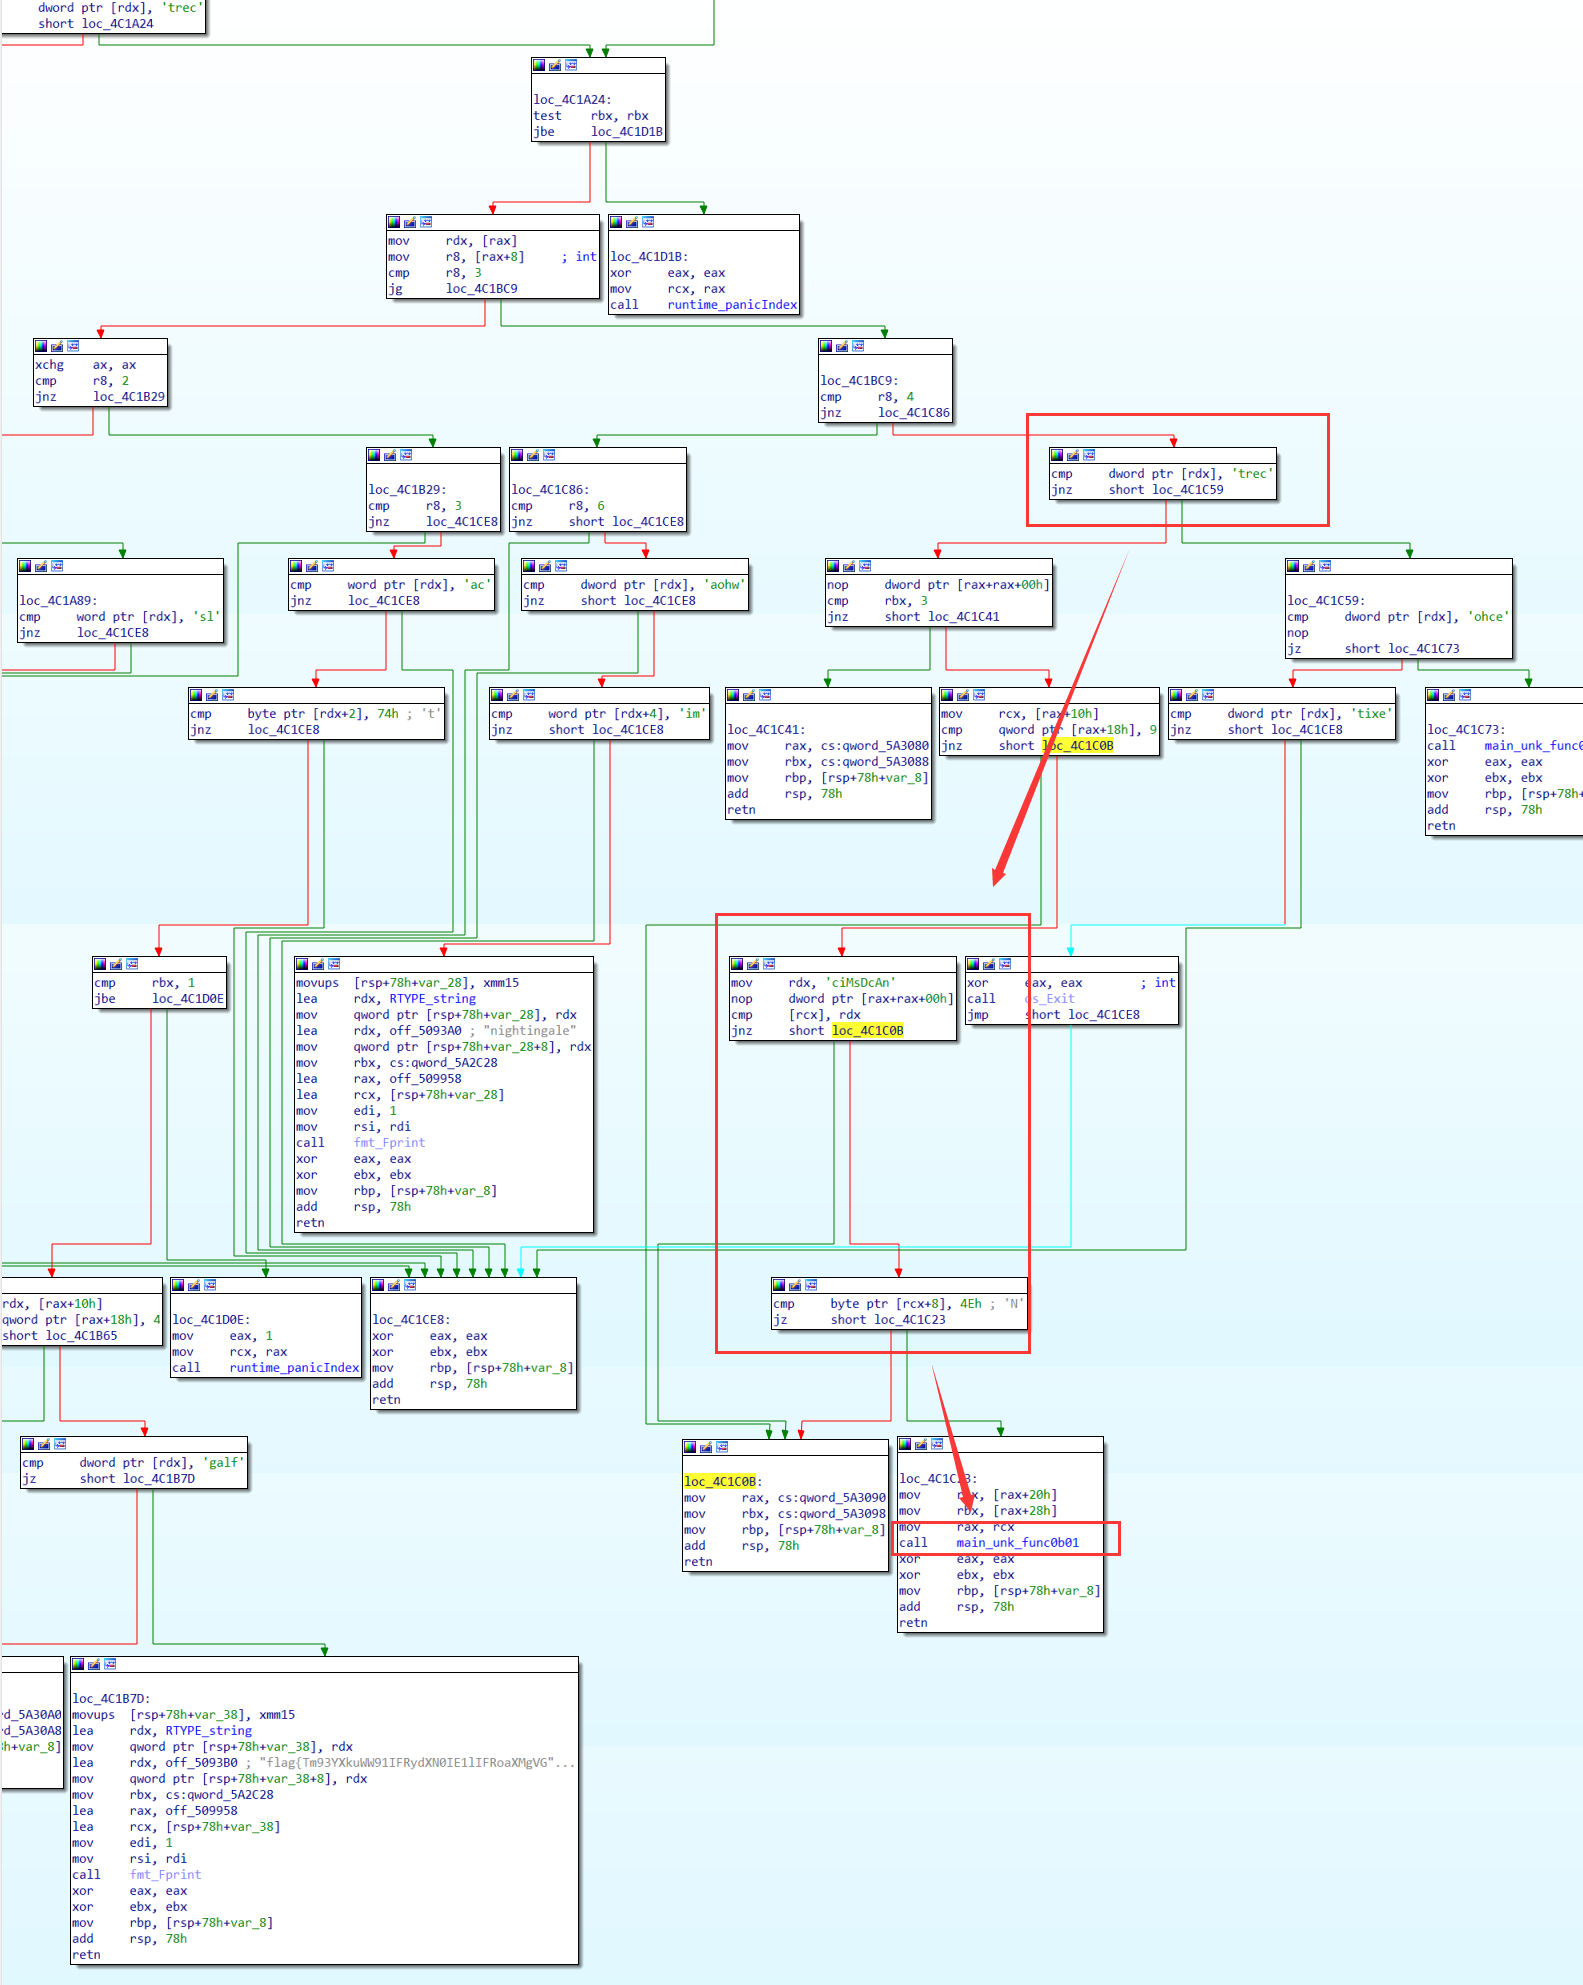 dword ptr [rdx], 'trec'
short loc_4C1A24
loc_4C1A24:
test rbx, rbx
jbe loc_4C1D1B
mov rdx, [rax]
mov r8, [rax+8] ; int
cmp r8, 3
jg loc_4C1BC9
loc_4C1D1B:
xor eax, eax
mov rcx, rax
call runtime_panicIndex
xchg ax, ax
cmp r8, 2
jnz loc_4C1B29
loc_4C1BC9:
cmp r8, 4
jnz loc_4C1C86
loc_4C1B29:
cmp r8, 3
jnz loc_4C1CE8
loc_4C1C86:
cmp r8, 6
jnz short loc_4C1CE8
cmp dword ptr [rdx], 'trec'
jnz short loc_4C1C59
loc_4C1A89:
cmp word ptr [rdx], 'sl'
jnz loc_4C1CE8
cmp word ptr [rdx], 'ac'
jnz loc_4C1CE8
cmp dword ptr [rdx], 'aohw'
jnz short loc_4C1CE8
nop dword ptr [rax+rax+00h]
cmp rbx, 3
jnz short loc_4C1C41
loc_4C1C59:
cmp dword ptr [rdx], 'ohce'
nop
jz short loc_4C1C73
cmp byte ptr [rdx+2], 74h ; 't'
jnz loc_4C1CE8
cmp word ptr [rdx+4], 'im'
jnz short loc_4C1CE8
loc_4C1C41:
mov rax, cs:qword_5A3080
mov rbx, cs:qword_5A3088
mov rbp, [rsp+78h+var_8]
add rsp, 78h
retn
mov rcx, [rax+10h]
cmp qword ptr [rax+18h], 9
jnz short loc_4C1C0B
cmp dword ptr [rdx], 'tixe'
jnz short loc_4C1CE8
loc_4C1C73:
call main_unk_func0
xor eax, eax
xor ebx, ebx
mov rbp, [rsp+78h+
add rsp, 78h
retn
cmp rbx, 1
jbe loc_4C1D0E
movups [rsp+78h+var_28], xmm15
lea rdx, RTYPE_string
mov qword ptr [rsp+78h+var_28], rdx
lea rdx, off_5093A0 ; "nightingale"
mov qword ptr [rsp+78h+var_28+8], rdx
mov rbx, cs:qword_5A2C28
lea rax, off_509958
lea rcx, [rsp+78h+var_28]
mov edi, 1
mov rsi, rdi
call fmt_Fprint
xor eax, eax
xor ebx, ebx
mov rbp, [rsp+78h+var_8]
add rsp, 78h
retn
mov rdx, 'ciMsDcAn'
nop dword ptr [rax+rax+00h]
cmp [rcx], rdx
jnz short loc_4C1C0B
xor eax, eax ; int
call os_Exit
jmp short loc_4C1CE8
rdx, [rax+10h]
qword ptr [rax+18h], 4
short loc_4C1B65
loc_4C1D0E:
mov eax, 1
mov rcx, rax
call runtime_panicIndex
loc_4C1CE8:
xor eax, eax
xor ebx, ebx
mov rbp, [rsp+78h+var_8]
add rsp, 78h
retn
cmp byte ptr [rcx+8], 4Eh ; 'N'
jz short loc_4C1C23
cmp dword ptr [rdx], 'galf'
jz short loc_4C1B7D
loc_4C1C0B:
mov rax, cs:qword_5A3090
mov rbx, cs:qword_5A3098
mov rbp, [rsp+78h+var_8]
add rsp, 78h
retn
loc_4C1C23:
mov rcx, [rax+20h]
mov rbx, [rax+28h]
mov rax, rcx
call main_unk_func0b01
xor eax, eax
xor ebx, ebx
mov rbp, [rsp+78h+var_8]
add rsp, 78h
retn
rd_5A30A0
rd_5A30A8
8h+var_8]
loc_4C1B7D:
movups [rsp+78h+var_38], xmm15
lea rdx, RTYPE_string
mov qword ptr [rsp+78h+var_38], rdx
lea rdx, off_5093B0 ; "flag{Tm93YXkuWW91IFRydXN0IE1lIFRoaXMgVG"...
mov qword ptr [rsp+78h+var_38+8], rdx
mov rbx, cs:qword_5A2C28
lea rax, off_509958
lea rcx, [rsp+78h+var_38]
mov edi, 1
mov rsi, rdi
call fmt_Fprint
xor eax, eax
xor ebx, ebx
mov rbp, [rsp+78h+var_8]
add rsp, 78h
retn